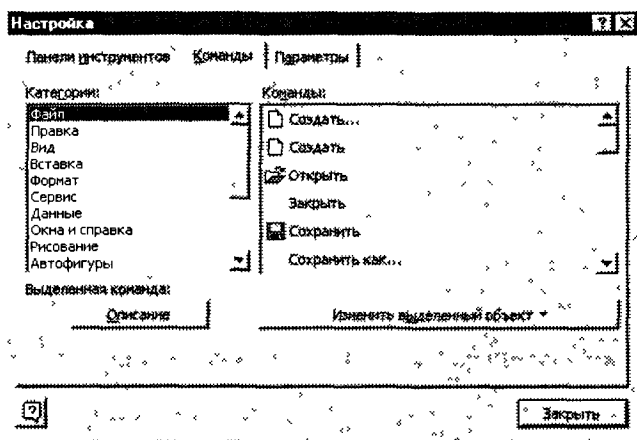 Настройка
Панели инструментов Команды Параметры
Категории:
Файл
Правка
Вид
Вставка
Формат
Сервис
Данные
Окна и справка
Рисование
Автофигуры
Команды:
Создать...
Создать
Открыть
Закрыть
Сохранить
Сохранить как...
Выделенная команда:
Описание
Изменить выделенный объект
Закрыть